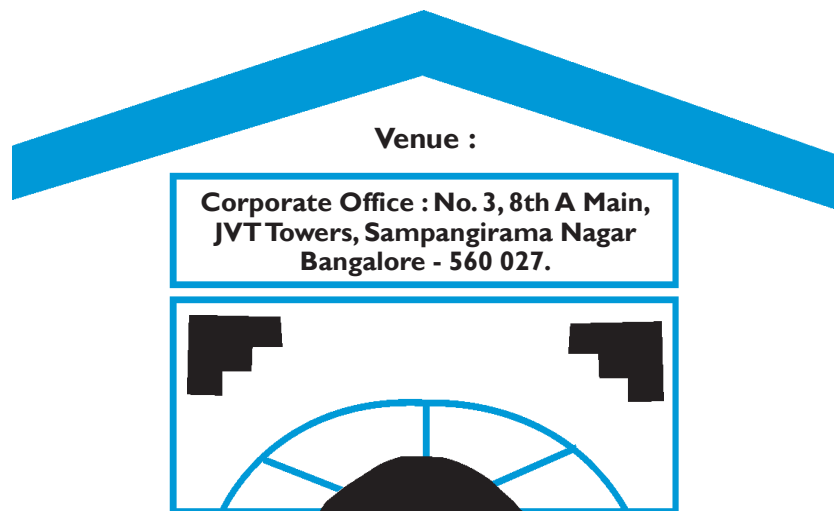 Venue :
Corporate Office : No. 3, 8th A Main,
JVT Towers, Sampangirama Nagar
Bangalore - 560 027.